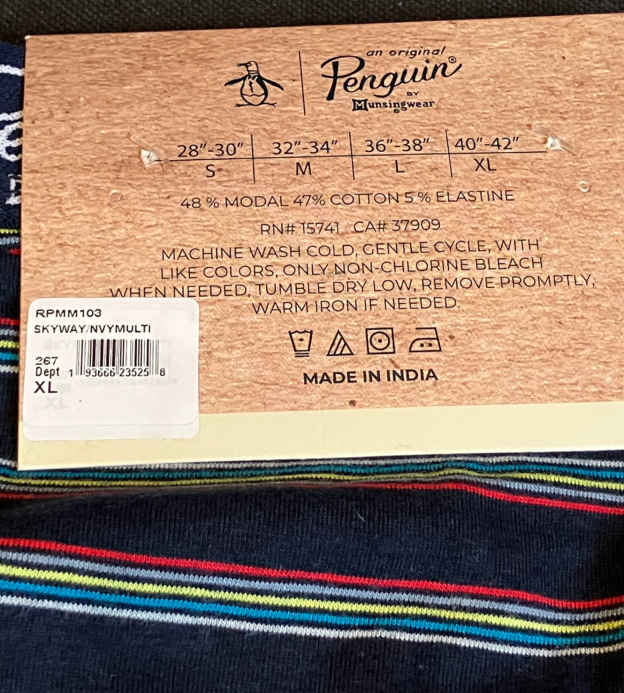 an original
Penguin®
BY
Munsingwear
28"-30" 32"-34" 36"-38" 40"-42"
S M L XL
48 % MODAL 47% COTTON 5 % ELASTINE
RN# 15741 CA# 37909
MACHINE WASH COLD, GENTLE CYCLE, WITH
LIKE COLORS, ONLY NON-CHLORINE BLEACH
WHEN NEEDED, TUMBLE DRY LOW, REMOVE PROMPTLY,
WARM IRON IF NEEDED.
MADE IN INDIA
RPMM103
SKYWAY/NVYMULTI
267
Dept 1 93666 23525 8
XL